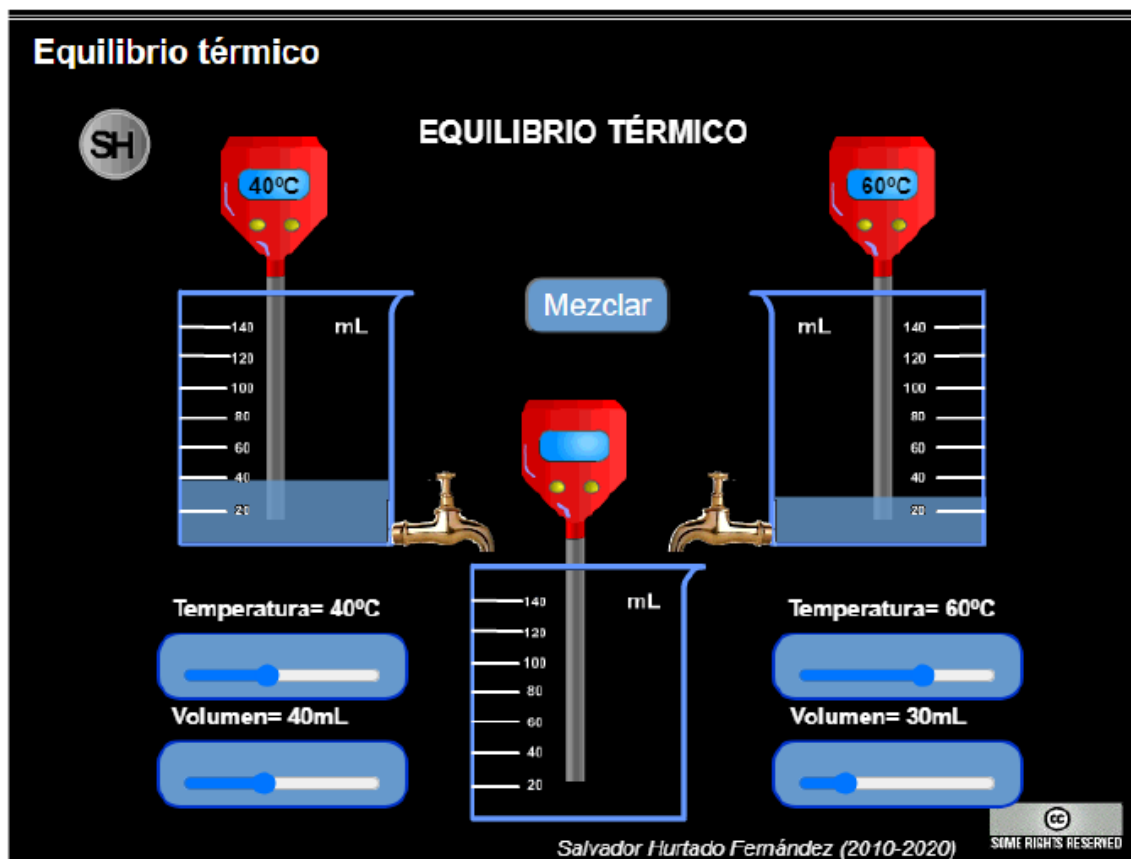 Equilibrio térmico
SH
EQUILIBRIO TÉRMICO
40ºC
60ºC
Mezclar
mL
140
120
100
80
60
40
20
mL
140
120
100
80
60
40
20
mL
140
120
100
80
60
40
20
Temperatura= 40ºC
Volumen= 40mL
Temperatura= 60ºC
Volumen= 30mL
cc
SOME RIGHTS RESERVED
Salvador Hurtado Fernández (2010-2020)